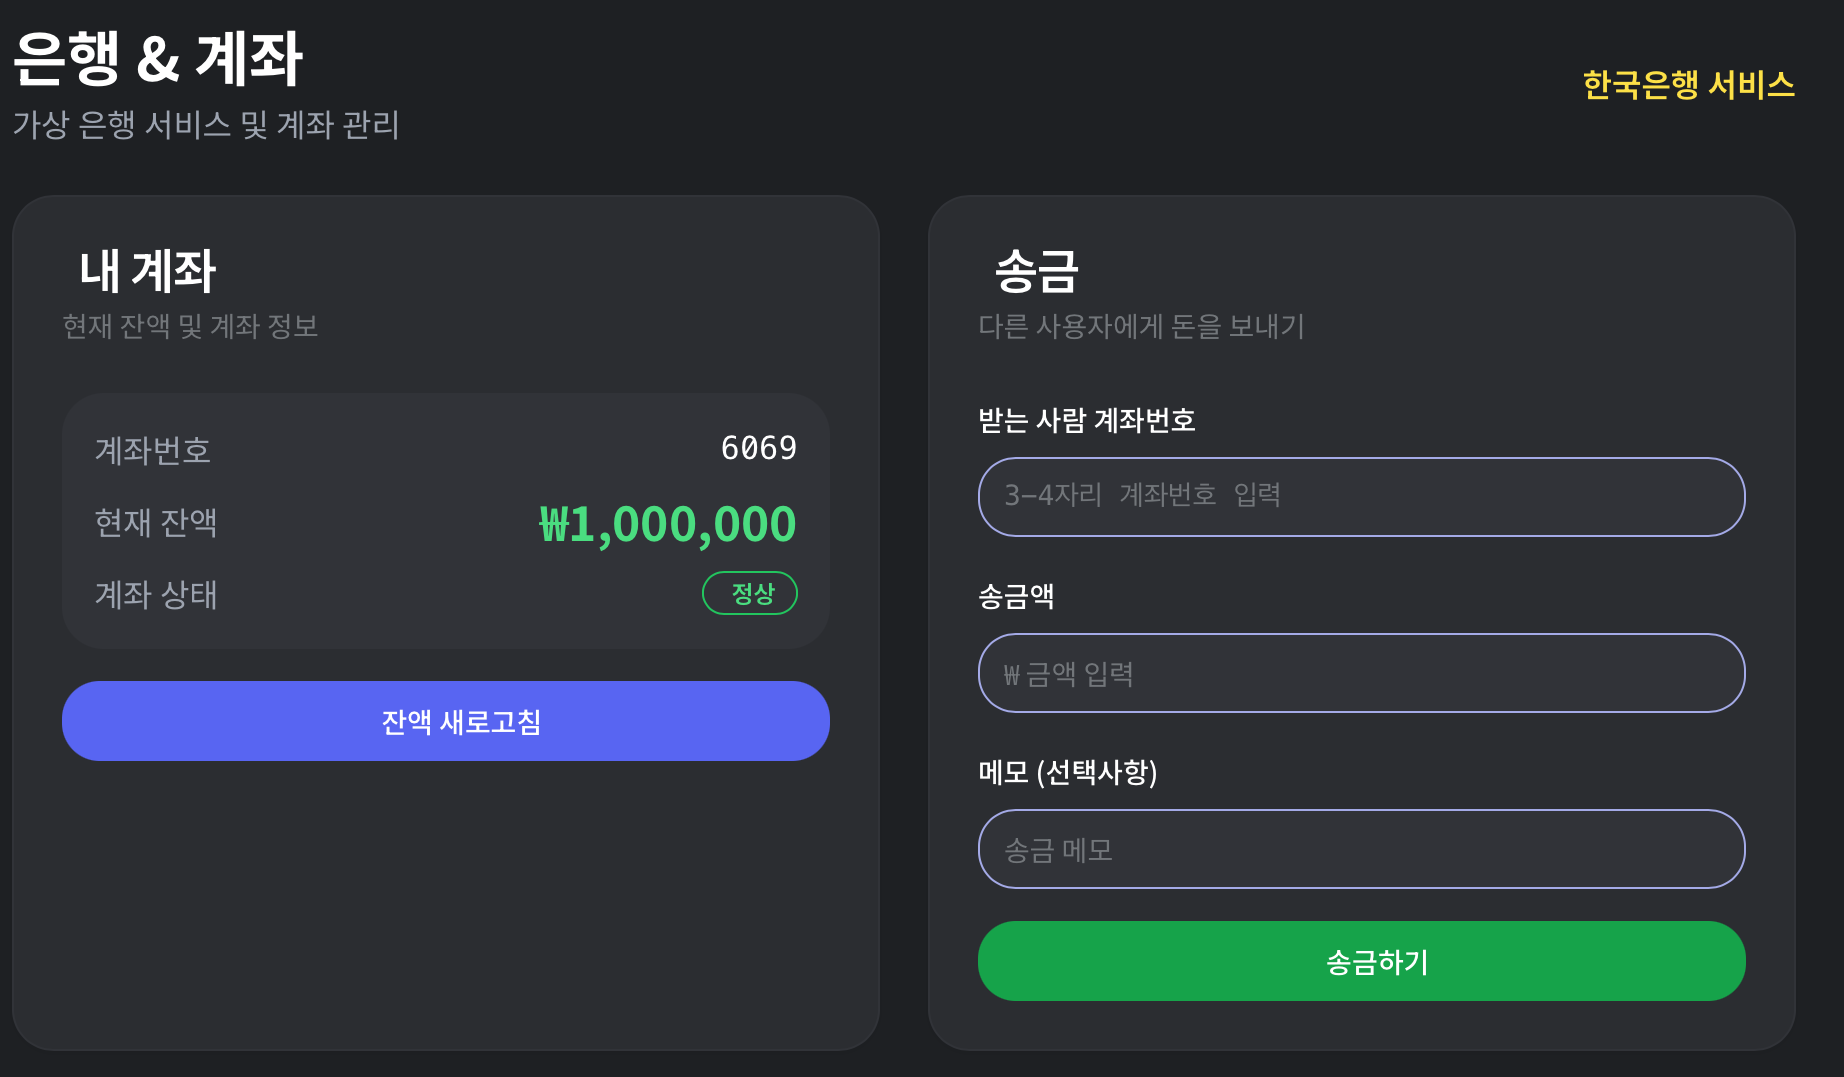 은행 & 계좌
가상 은행 서비스 및 계좌 관리
한국은행 서비스
내 계좌
현재 잔액 및 계좌 정보
계좌번호 6069
현재 잔액 ₩1,000,000
계좌 상태 정상
잔액 새로고침
송금
다른 사용자에게 돈을 보내기
받는 사람 계좌번호
3-4자리 계좌번호 입력
송금액
₩ 금액 입력
메모 (선택사항)
송금 메모
송금하기